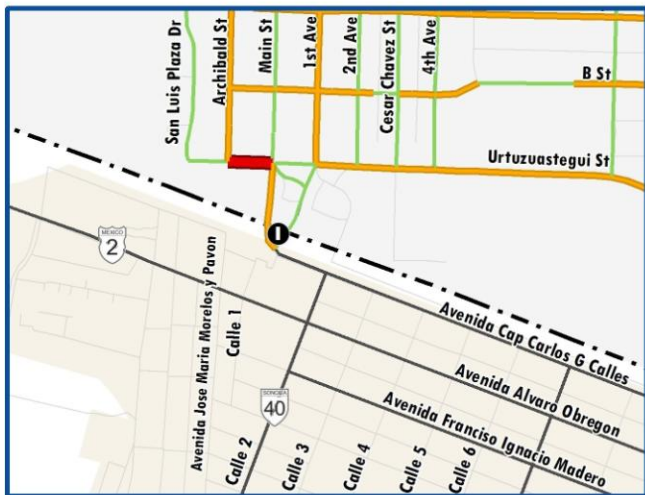 San Luis Plaza Dr
Archibald St
Main St
1st Ave
2nd Ave
Cesar Chavez St
4th Ave
B St
Urtuzuastegui St
MEXICO
2
Avenida Jose Maria Morelos y Pavon
Calle 1
Avenida Cap Carlos G Calles
Avenida Alvaro Obregon
Avenida Franciso Ignacio Madero
SONORA
40
Calle 2
Calle 3
Calle 4
Calle 5
Calle 6